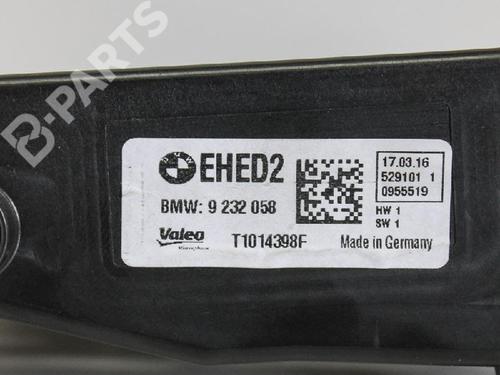 B-PARTS
EHED2
BMW: 9 232 058
Valeo
T1014398F
17.03.16
529101 1
0955519
HW 1
SW 1
Made in Germany